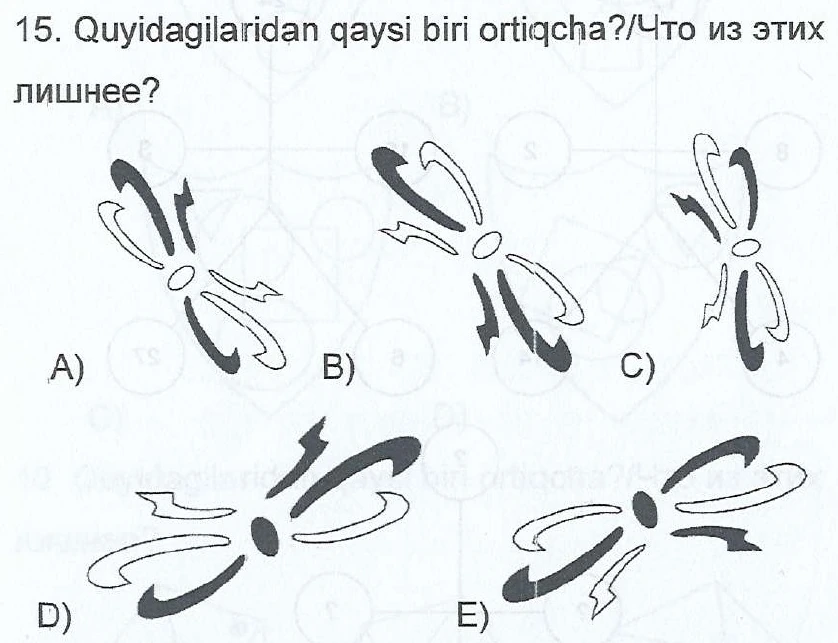 15. Quyidagilaridan qaysi biri ortiqcha?/Что из этих
лишнее?
A)
B)
C)
D)
E)